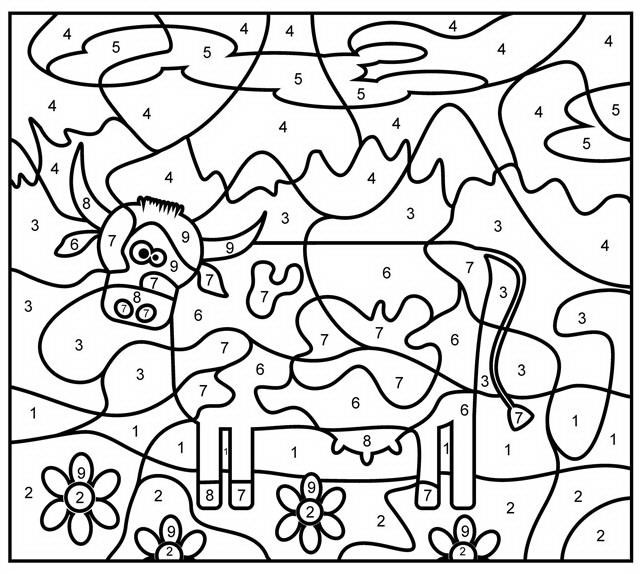 4 4 4 4 4 4
5 5
5 5
4 4 4 4 5
4 5
4 4 4
8 3 3
3 7 9 3
6 9 4
9 7 6 7
7 8 7 3
3 7 7 6 3
3 7 7 7 6
3 6 3
7 7 3
1 6 6 7 1
1 1 8 1
1 1 1 1
9 9
2 2 8 7 7 2 2
2 2
9 2 9 2
2 2